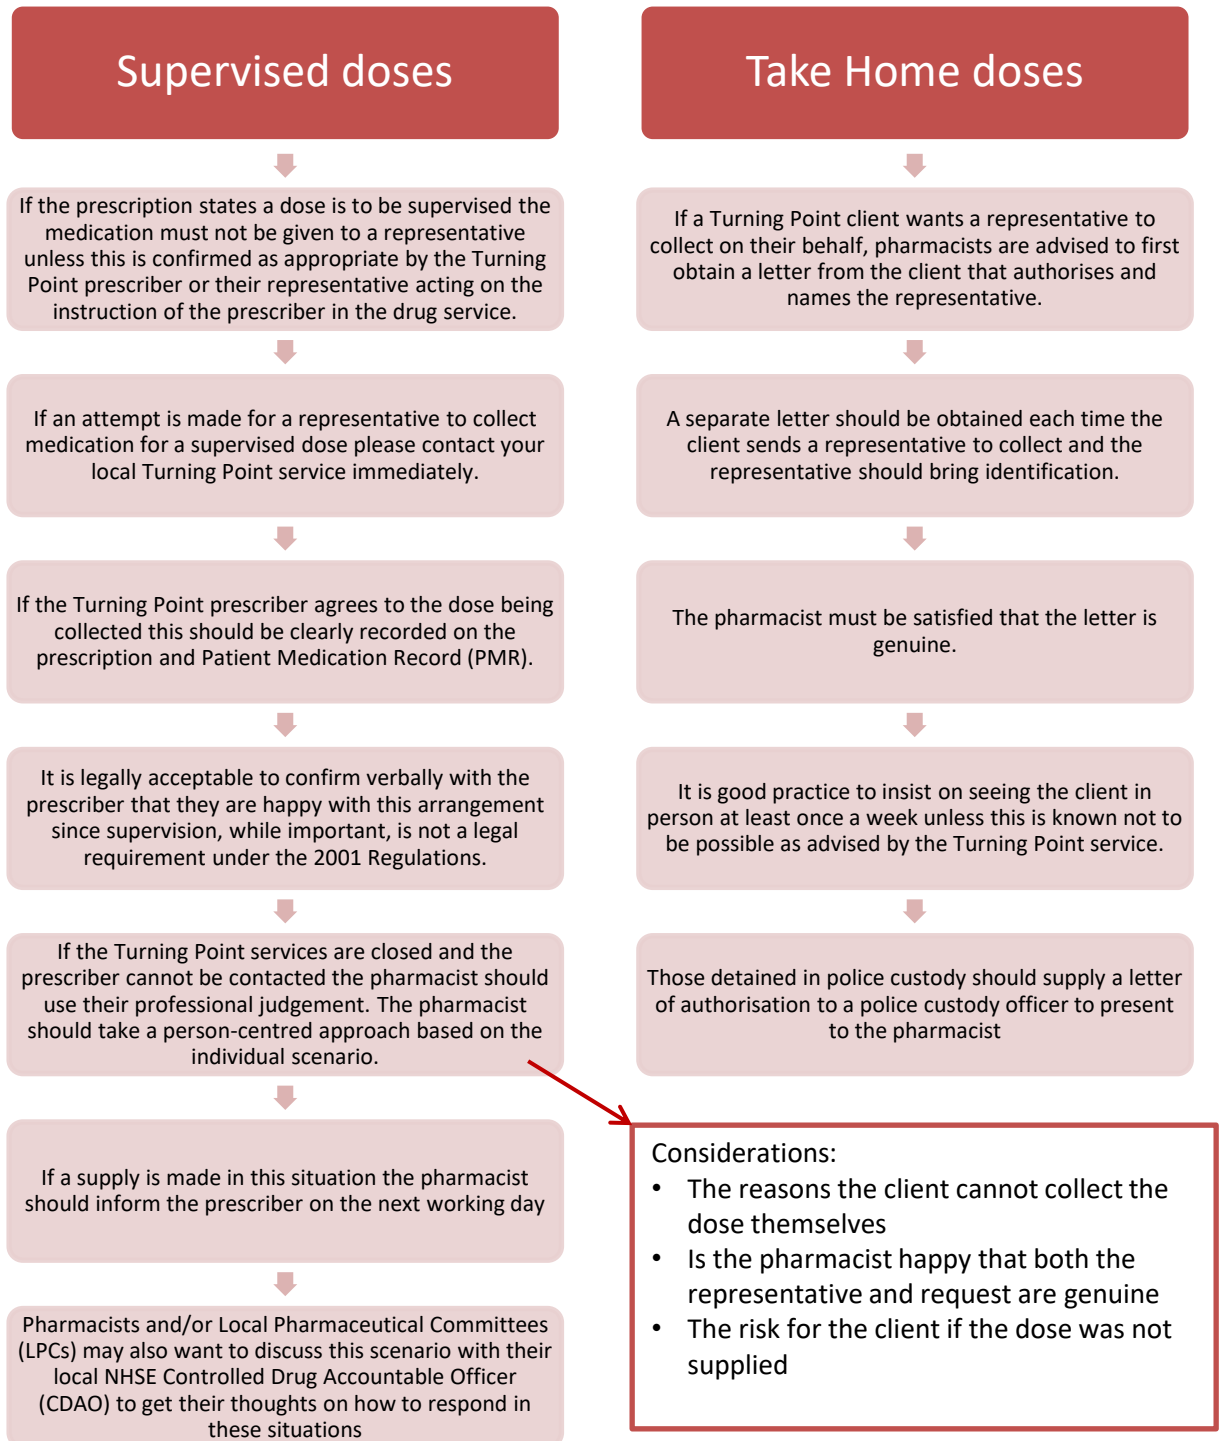 Supervised doses
If the prescription states a dose is to be supervised the
medication must not be given to a representative
unless this is confirmed as appropriate by the Turning
Point prescriber or their representative acting on the
instruction of the prescriber in the drug service.
If an attempt is made for a representative to collect
medication for a supervised dose please contact your
local Turning Point service immediately.
If the Turning Point prescriber agrees to the dose being
collected this should be clearly recorded on the
prescription and Patient Medication Record (PMR).
It is legally acceptable to confirm verbally with the
prescriber that they are happy with this arrangement
since supervision, while important, is not a legal
requirement under the 2001 Regulations.
If the Turning Point services are closed and the
prescriber cannot be contacted the pharmacist should
use their professional judgement. The pharmacist
should take a person-centred approach based on the
individual scenario.
If a supply is made in this situation the pharmacist
should inform the prescriber on the next working day
Pharmacists and/or Local Pharmaceutical Committees
(LPCs) may also want to discuss this scenario with their
local NHSE Controlled Drug Accountable Officer
(CDAO) to get their thoughts on how to respond in
these situations
Take Home doses
If a Turning Point client wants a representative to
collect on their behalf, pharmacists are advised to first
obtain a letter from the client that authorises and
names the representative.
A separate letter should be obtained each time the
client sends a representative to collect and the
representative should bring identification.
The pharmacist must be satisfied that the letter is
genuine.
It is good practice to insist on seeing the client in
person at least once a week unless this is known not to
be possible as advised by the Turning Point service.
Those detained in police custody should supply a letter
of authorisation to a police custody officer to present
to the pharmacist
Considerations:
• The reasons the client cannot collect the
dose themselves
• Is the pharmacist happy that both the
representative and request are genuine
• The risk for the client if the dose was not
supplied